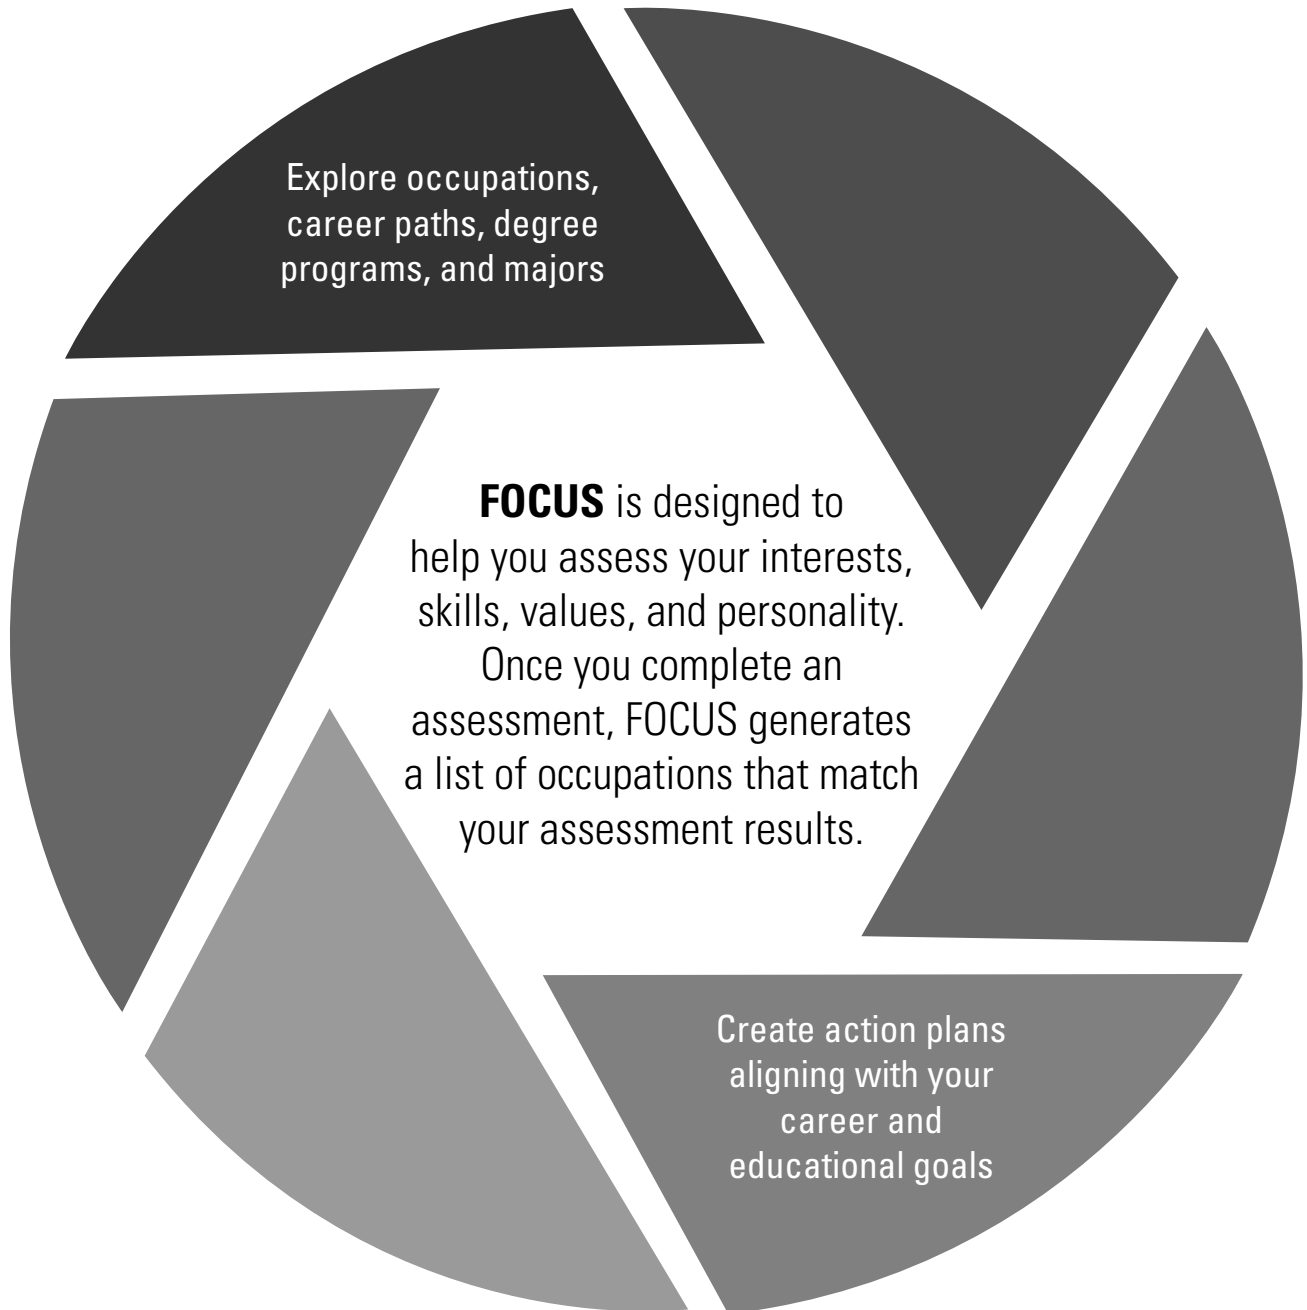 Explore occupations,
career paths, degree
programs, and majors
FOCUS is designed to
help you assess your interests,
skills, values, and personality.
Once you complete an
assessment, FOCUS generates
a list of occupations that match
your assessment results.
Create action plans
aligning with your
career and
educational goals